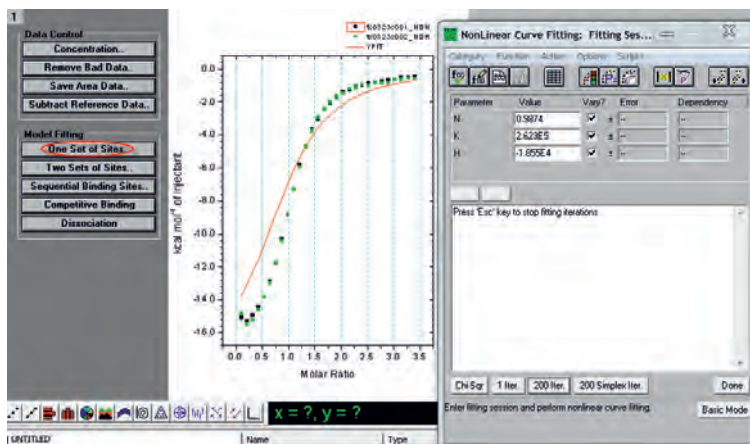 1
Data Control
Concentration..
Remove Bad Data..
Save Area Data..
Subtract Reference Data..
Model Fitting
One Set of Sites
Two Sets of Sites..
Sequential Binding Sites..
Competitive Binding
Dissociation
YFIT
kcal mol⁻¹ of injectant
0.0
-2.0
-4.0
-6.0
-8.0
-10.0
-12.0
-14.0
-16.0
0.0 0.5 1.0 1.5 2.0 2.5 3.0 3.5
Molar Ratio
NonLinear Curve Fitting: Fitting Ses...
Category Function Action Options Scripts
Parameter Value Vary? Error Dependency
N 0.9874 ± --
K 2.623E5 ± --
H -1.855E4 ± --
Press 'Esc' key to stop fitting iterations
Chi Sqr 1 Iter. 200 Iter. 200 Simplex Iter. Done
Enter fitting session and perform nonlinear curve fitting. Basic Mode
x = ?, y = ?
UNTITLED Name Type